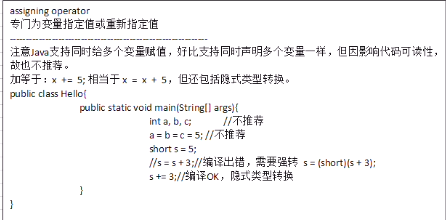 assigning operator
专门为变量指定值或重新指定值
----------------------------------------------------
注意Java支持同时给多个变量赋值，好比支持同时声明多个变量一样，但因影响代码可读性，
故也不推荐。
加等于：x += 5; 相当于 x = x + 5，但还包括隐式类型转换。
public class Hello{
public static void main(String[] args){
int a, b, c; //不推荐
a = b = c = 5; //不推荐
short s = 5;
//s = s + 3;//编译出错，需要强转 s = (short)(s + 3);
s += 3;//编译OK，隐式类型转换
}
}